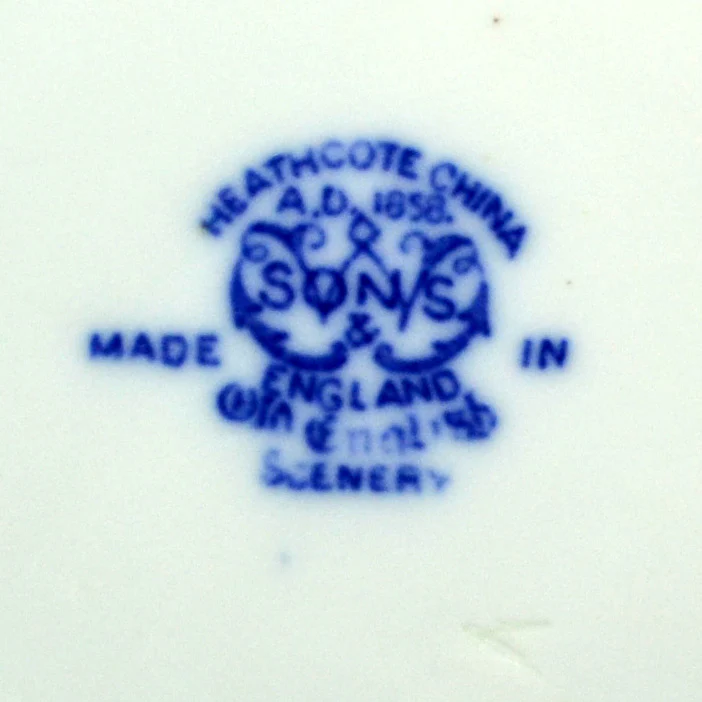 HEATHCOTE CHINA
A.D. 1858.
W
SONS
&
MADE IN
ENGLAND
Old English
SCENERY